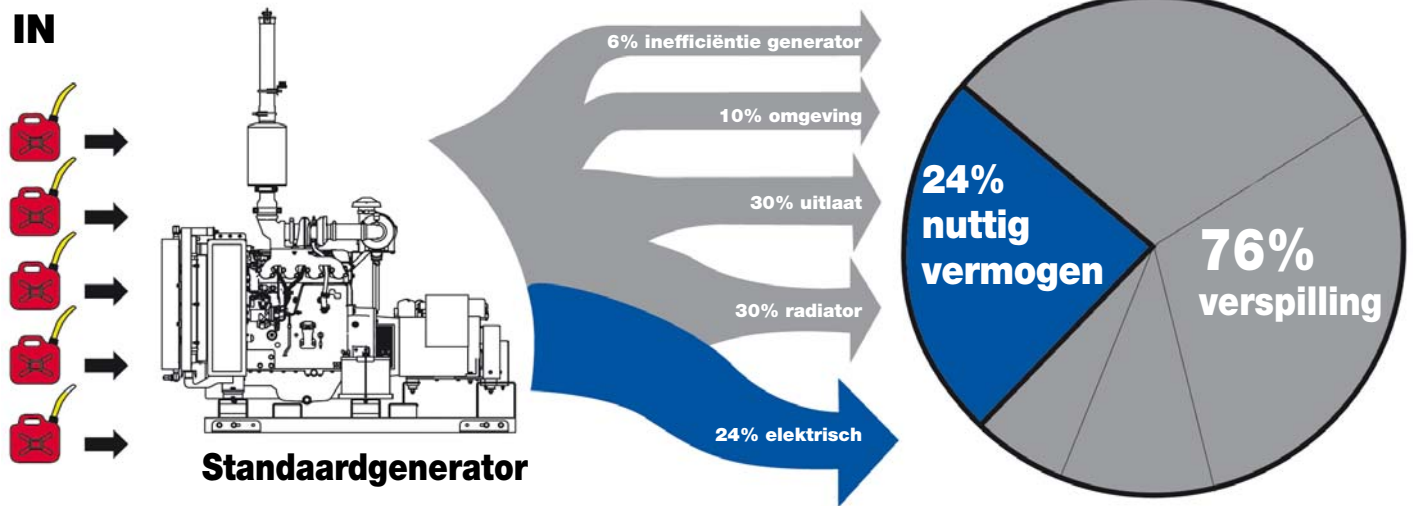 IN
6% inefficiëntie generator
10% omgeving
30% uitlaat
30% radiator
24% elektrisch
Standaardgenerator
24%
nuttig
vermogen
76%
verspilling